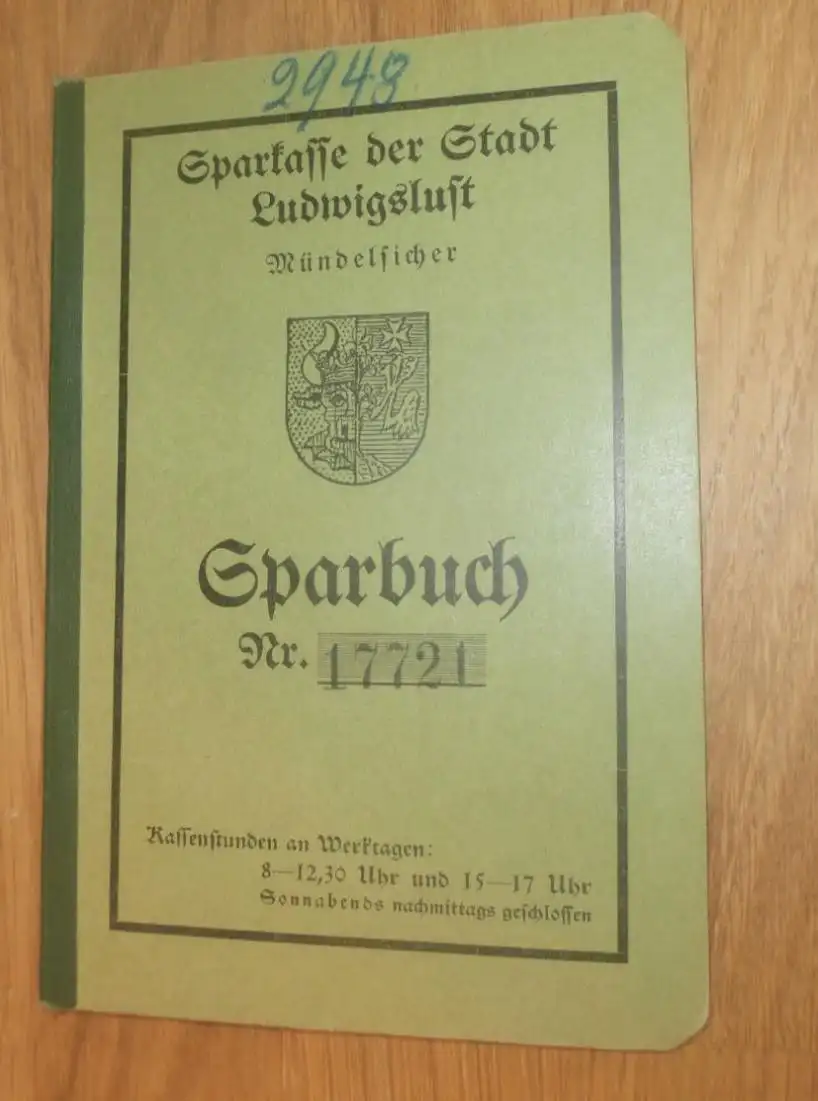 2948
Sparkasse der Stadt
Ludwigslust
Mündelsicher
Sparbuch
Nr. 17721
Kassenstunden an Werktagen:
8—12,30 Uhr und 15—17 Uhr
Sonnabends nachmittags geschlossen